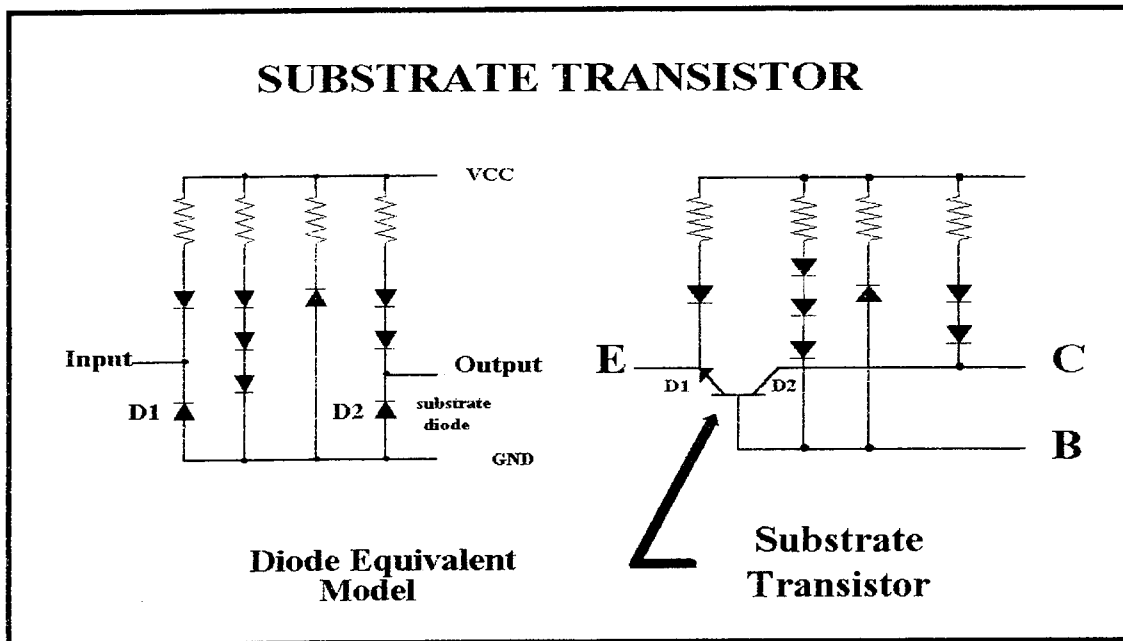 SUBSTRATE TRANSISTOR
VCC
Input
Output
D1
D2
substrate
diode
GND
Diode Equivalent
Model
E
D1
D2
C
B
Substrate
Transistor